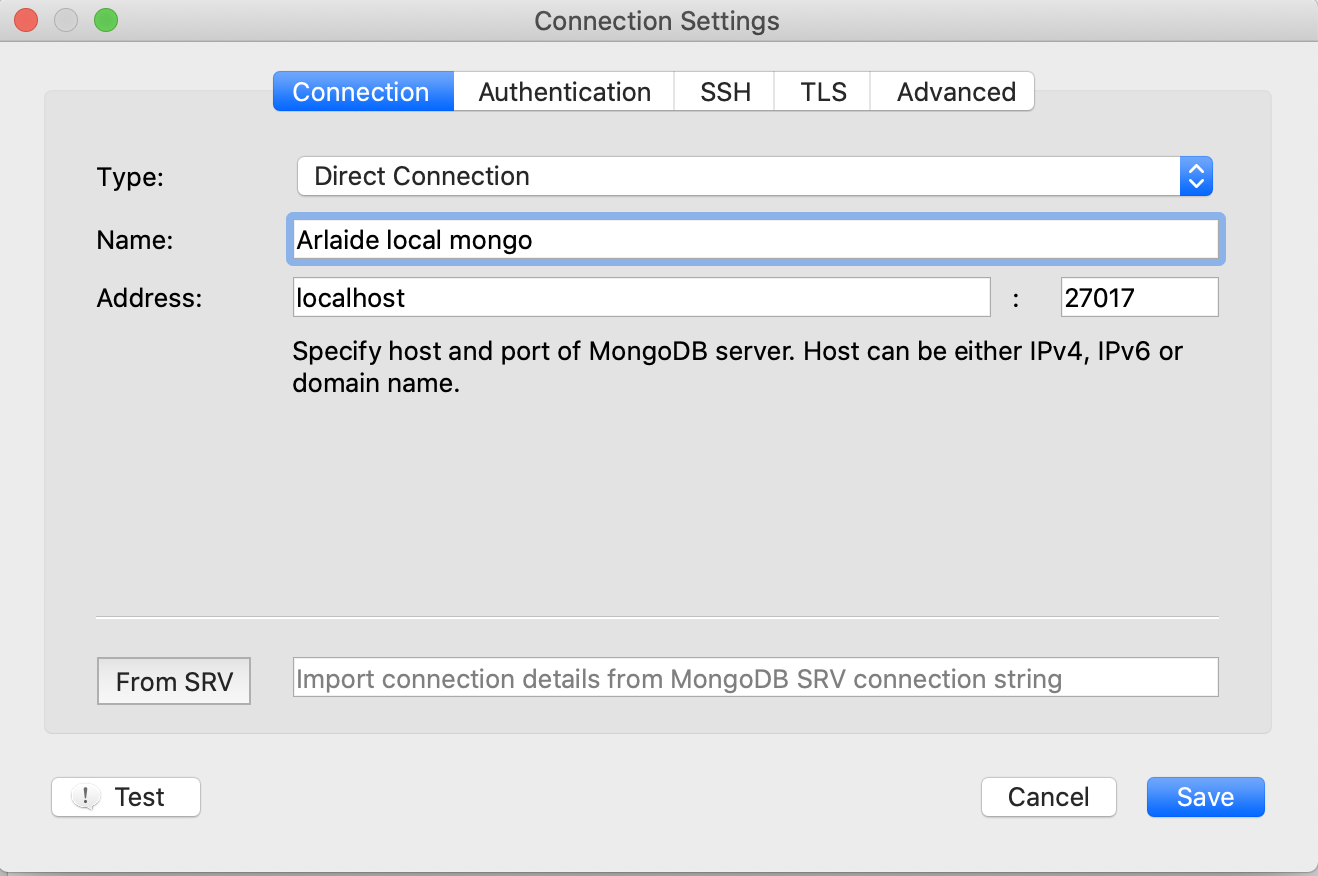 Connection Settings
Connection Authentication SSH TLS Advanced
Type: Direct Connection
Name: Arlaide local mongo
Address: localhost : 27017
Specify host and port of MongoDB server. Host can be either IPv4, IPv6 or
domain name.
From SRV Import connection details from MongoDB SRV connection string
! Test Cancel Save